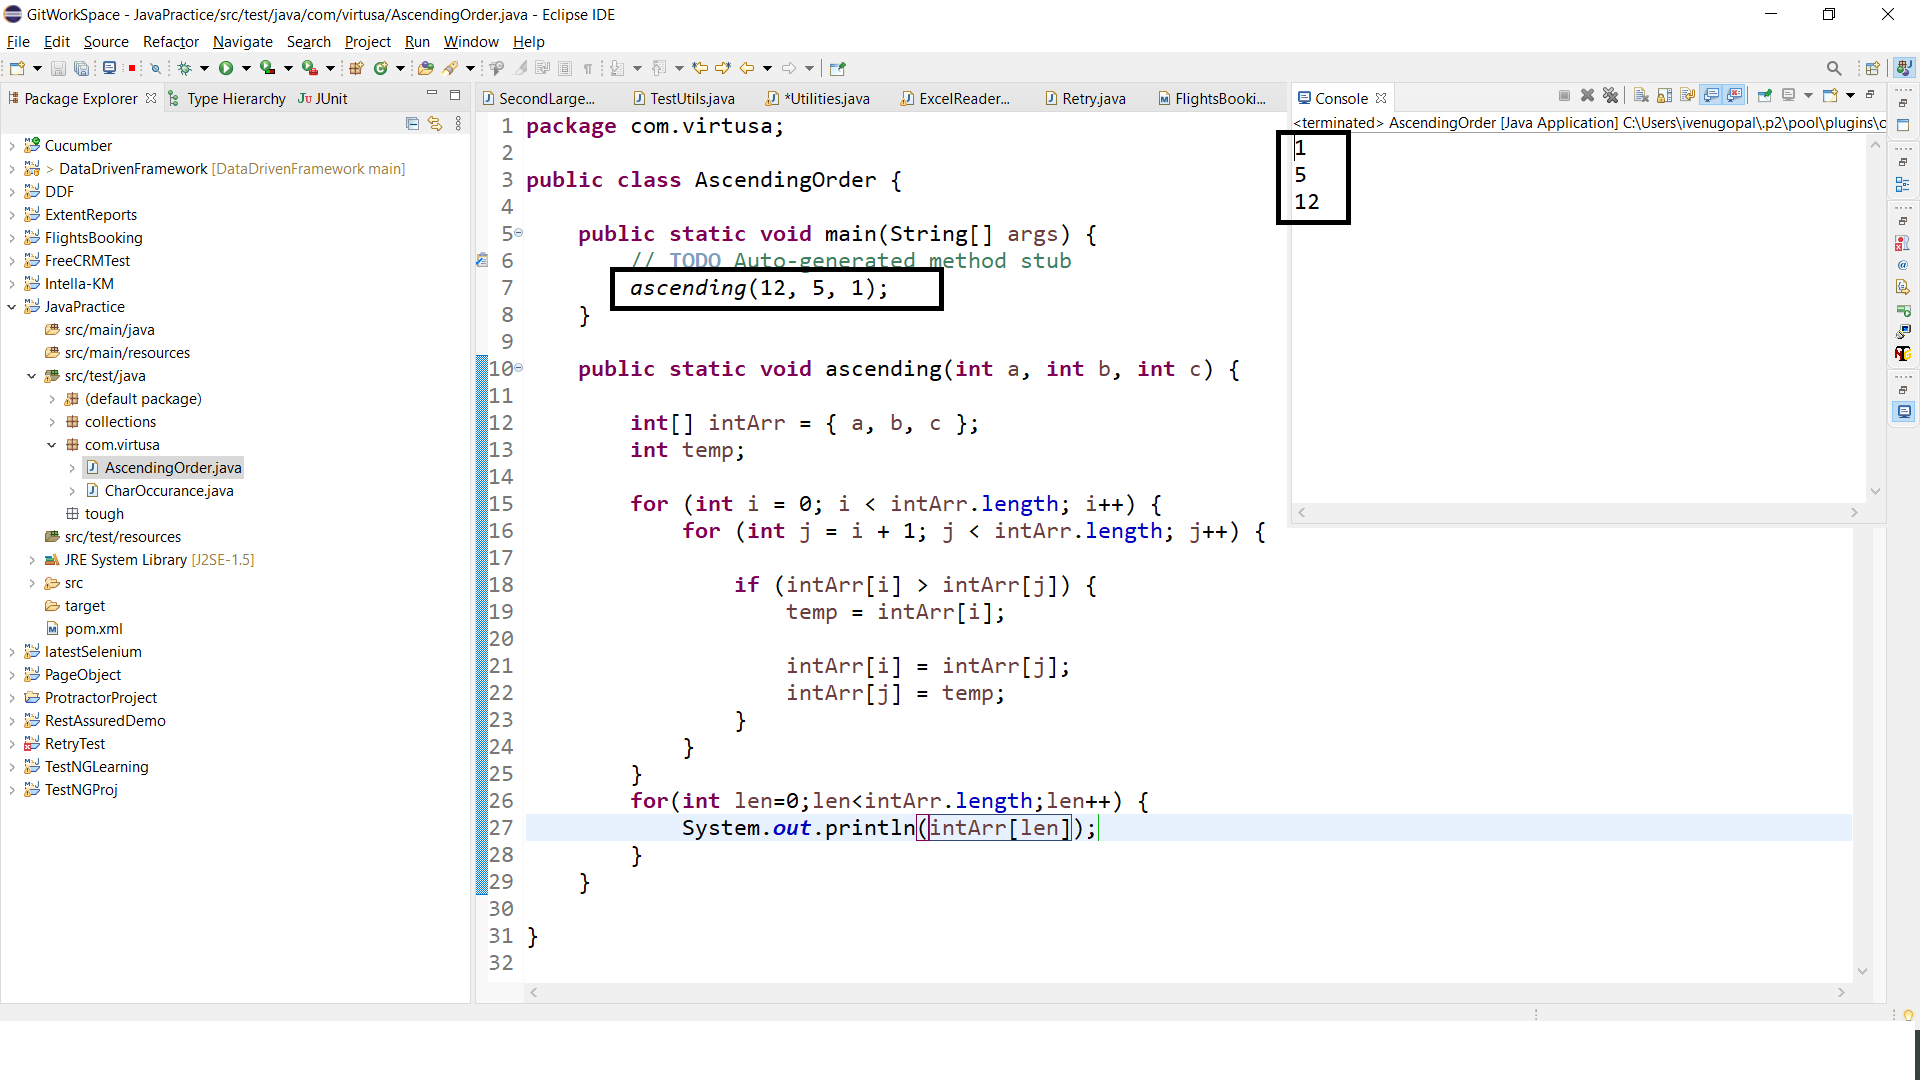 GitWorkSpace - JavaPractice/src/test/java/com/virtusa/AscendingOrder.java - Eclipse IDE
File Edit Source Refactor Navigate Search Project Run Window Help
Package Explorer Type Hierarchy JUnit
Cucumber
> DataDrivenFramework [DataDrivenFramework main]
DDF
ExtentReports
FlightsBooking
FreeCRMTest
Intella-KM
JavaPractice
src/main/java
src/main/resources
src/test/java
(default package)
collections
com.virtusa
AscendingOrder.java
CharOccurance.java
tough
src/test/resources
JRE System Library [J2SE-1.5]
src
target
pom.xml
latestSelenium
PageObject
ProtractorProject
RestAssuredDemo
RetryTest
TestNGLearning
TestNGProj
SecondLarge... TestUtils.java *Utilities.java ExcelReader... Retry.java FlightsBooki...
1 package com.virtusa;
2
3 public class AscendingOrder {
4
5 public static void main(String[] args) {
6 // TODO Auto-generated method stub
7 ascending(12, 5, 1);
8 }
9
10 public static void ascending(int a, int b, int c) {
11
12 int[] intArr = { a, b, c };
13 int temp;
14
15 for (int i = 0; i < intArr.length; i++) {
16 for (int j = i + 1; j < intArr.length; j++) {
17
18 if (intArr[i] > intArr[j]) {
19 temp = intArr[i];
20
21 intArr[i] = intArr[j];
22 intArr[j] = temp;
23 }
24 }
25 }
26 for(int len=0;len<intArr.length;len++) {
27 System.out.println(intArr[len]);
28 }
29 }
30
31 }
32
Console
<terminated> AscendingOrder [Java Application] C:\Users\ivenugopal\.p2\pool\plugins\o
1
5
12